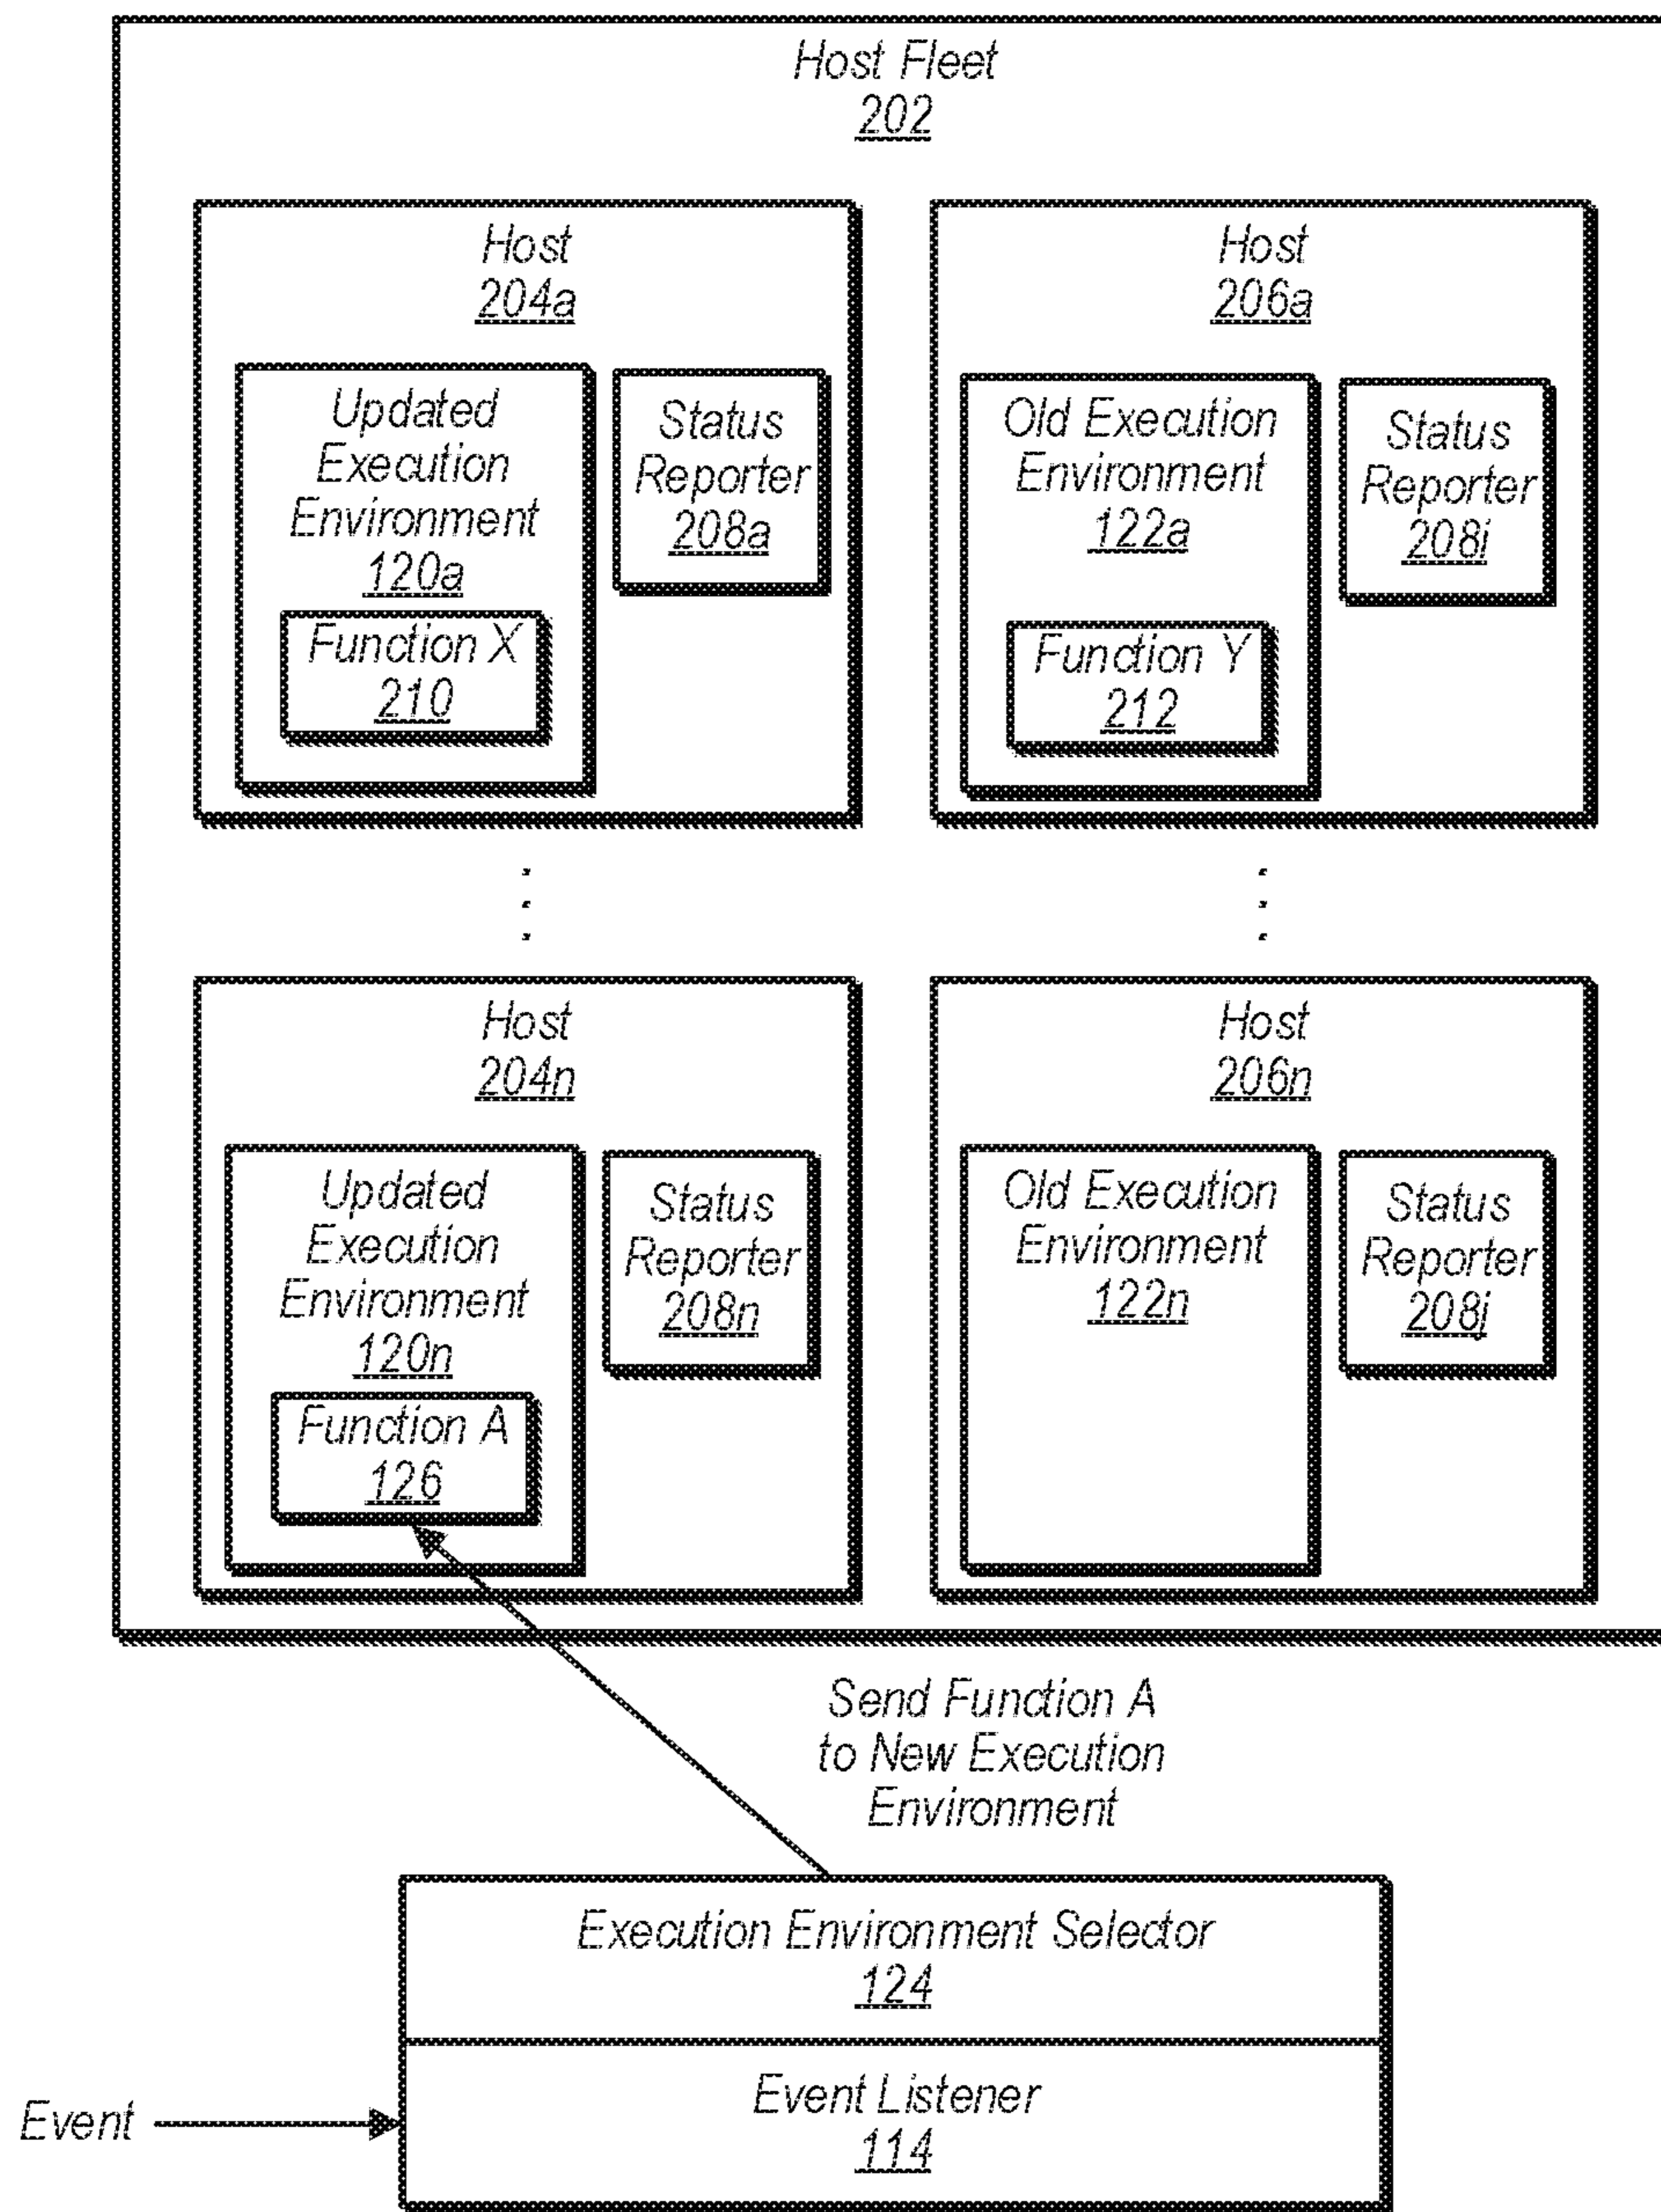 Host Fleet
202
Host
204a
Updated
Execution
Environment
120a
Function X
210
Status
Reporter
208a
Host
206a
Old Execution
Environment
122a
Function Y
212
Status
Reporter
208i
Host
204n
Updated
Execution
Environment
120n
Function A
126
Status
Reporter
208n
Host
206n
Old Execution
Environment
122n
Status
Reporter
208j
Send Function A
to New Execution
Environment
Execution Environment Selector
124
Event Listener
114
Event